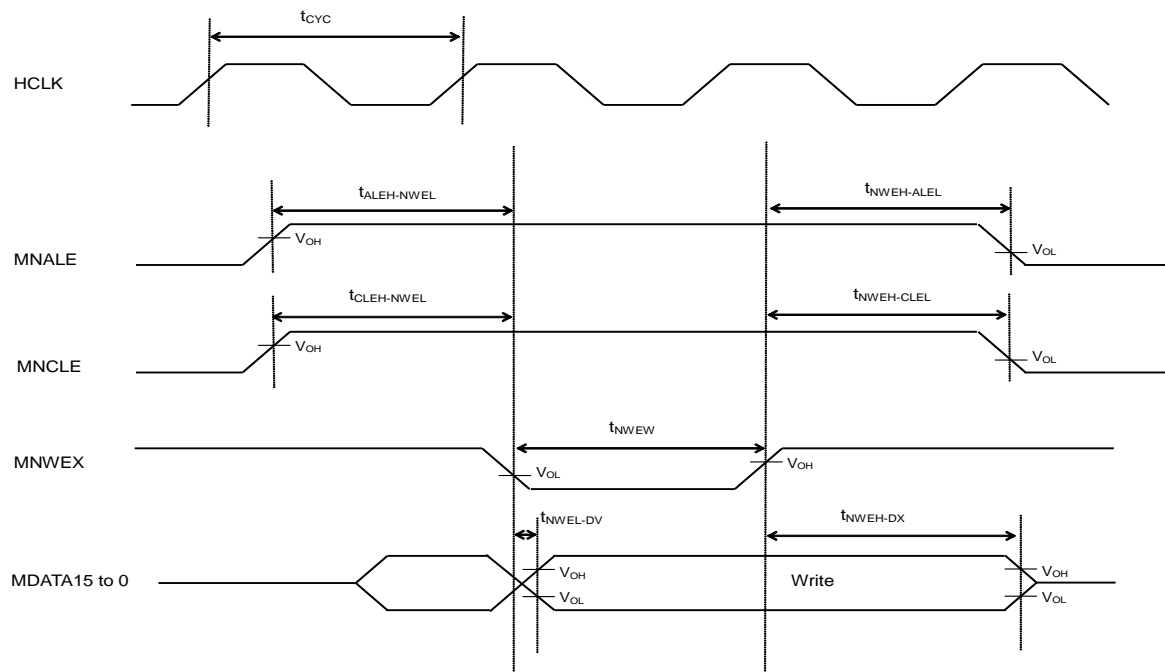 tCYC
HCLK
tALEH-NWEL
tNWEH-ALEL
VOH
VOL
MNALE
tCLEH-NWEL
tNWEH-CLEL
VOH
VOL
MNCLE
tNWEW
MNWEX
VOL
VOH
tNWEL-DV
tNWEH-DX
MDATA15 to 0
VOH
Write
VOH
VOL
VOL